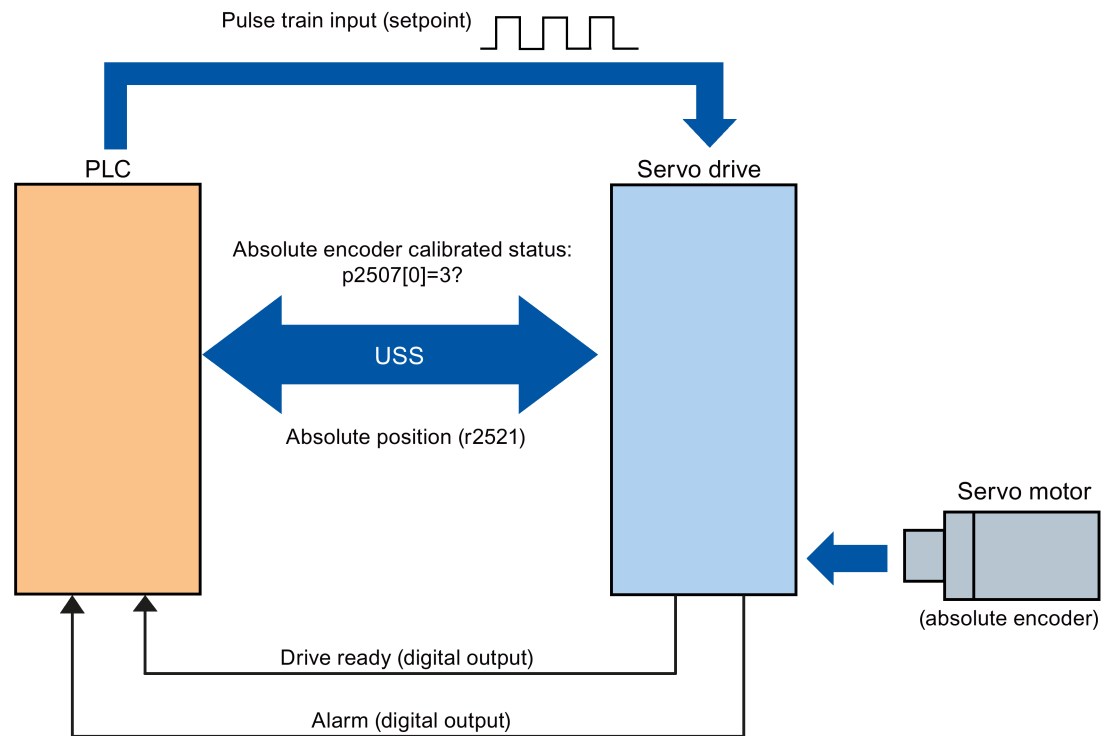 Pulse train input (setpoint)
PLC
Servo drive
Absolute encoder calibrated status:
p2507[0]=3?
USS
Absolute position (r2521)
Servo motor
(absolute encoder)
Drive ready (digital output)
Alarm (digital output)